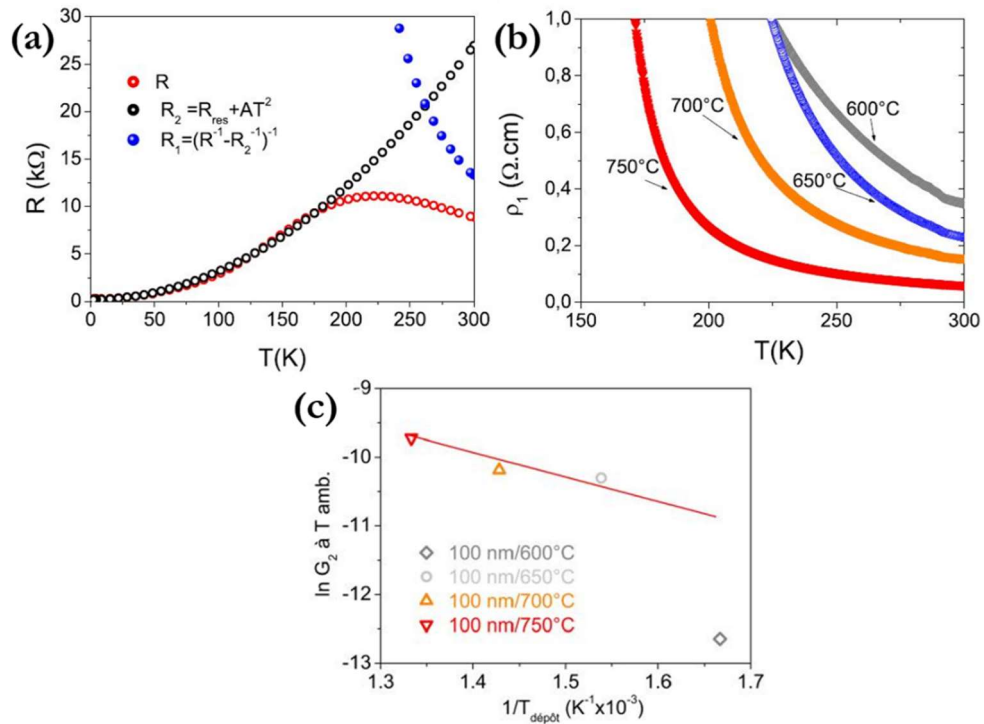 (a)
30
25
20
15
10
5
0
R (kΩ)
R
R₂ =R_res+AT²
R₁=(R⁻¹-R₂⁻¹)⁻¹
0 50 100 150 200 250 300
T(K)
(b)
1,0
0,8
0,6
0,4
0,2
0,0
ρ₁ (Ω.cm)
700°C
600°C
750°C
650°C
150 200 250 300
T(K)
(c)
-9
-10
-11
-12
-13
ln G₂ à T amb.
100 nm/600°C
100 nm/650°C
100 nm/700°C
100 nm/750°C
1.3 1.4 1.5 1.6 1.7
1/T_dépôt (K⁻¹x10⁻³)